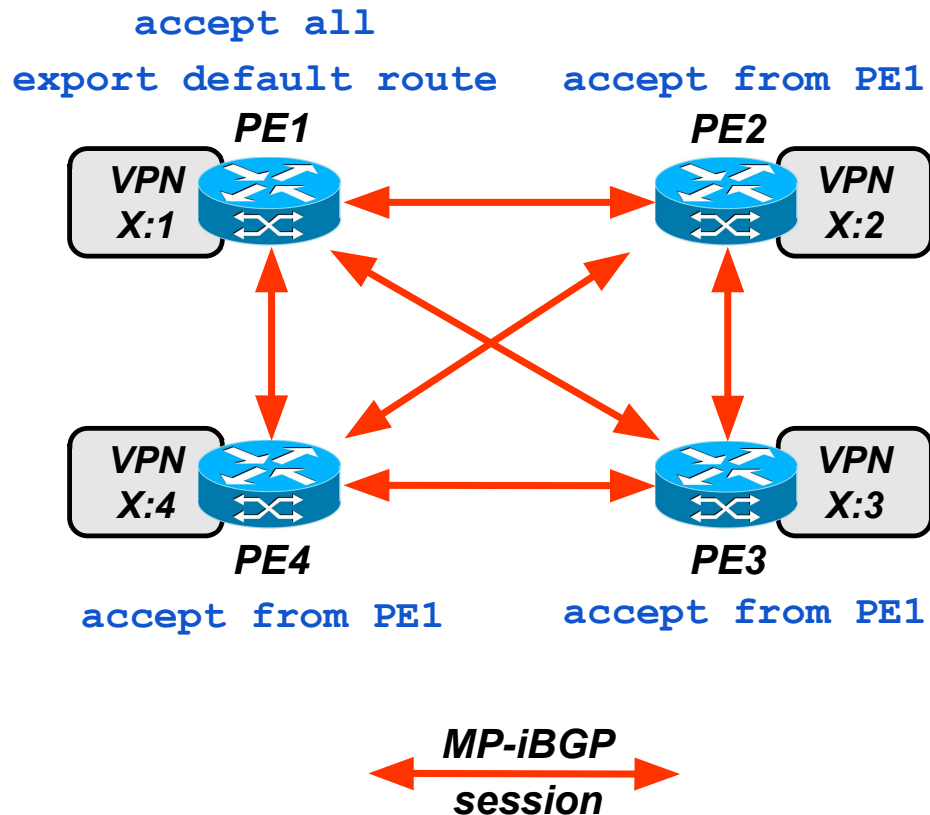 accept all
export default route
accept from PE1
PE1
PE2
VPN
X:1
VPN
X:2
VPN
X:4
VPN
X:3
PE4
PE3
accept from PE1
accept from PE1
MP-iBGP
session